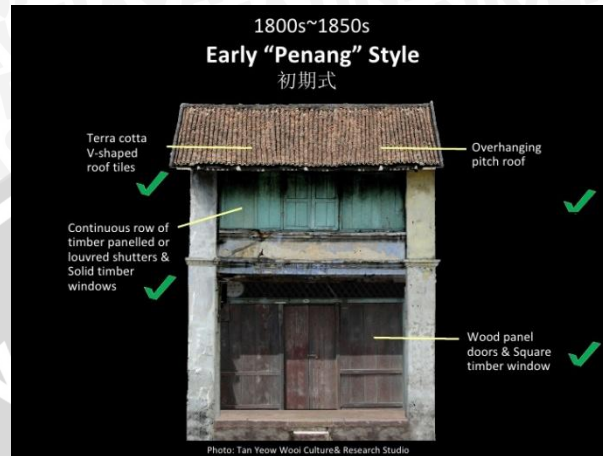 1800s~1850s
Early “Penang” Style
初期式
Terra cotta
V-shaped
roof tiles
Overhanging
pitch roof
Continuous row of
timber panelled or
louvred shutters &
Solid timber
windows
Wood panel
doors & Square
timber window
Photo: Tan Yeow Wooi Culture& Research Studio